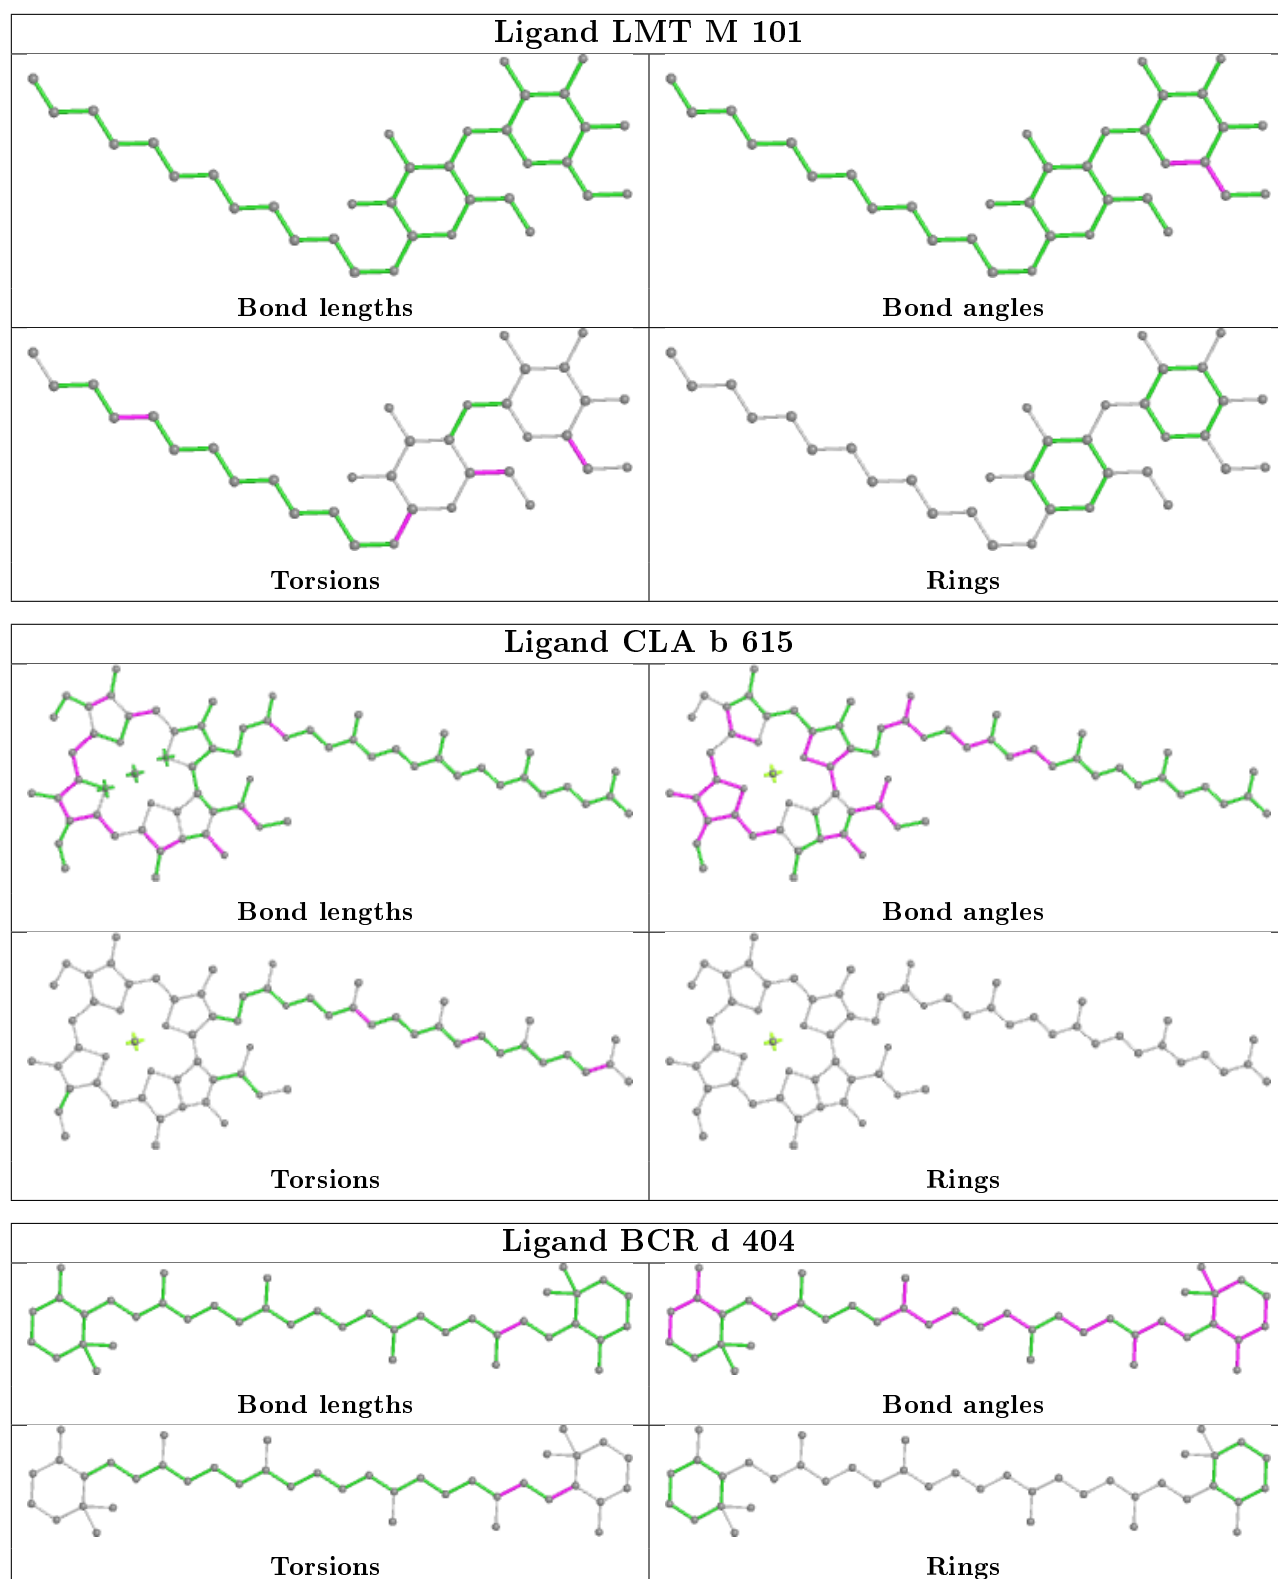 Ligand LMT M 101
Bond lengths
Bond angles
Torsions
Rings
Ligand CLA b 615
Bond lengths
Bond angles
Torsions
Rings
Ligand BCR d 404
Bond lengths
Bond angles
Torsions
Rings